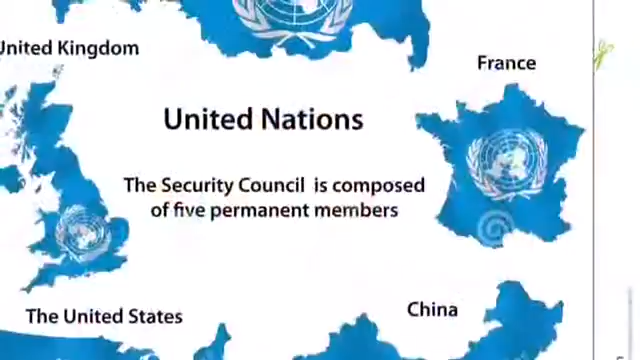 United Kingdom
France
United Nations
The Security Council is composed
of five permanent members
The United States
China